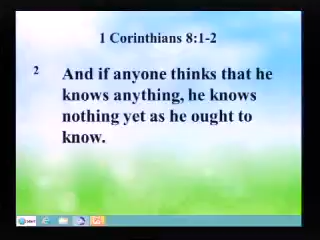 1 Corinthians 8:1-2
2 And if anyone thinks that he
knows anything, he knows
nothing yet as he ought to
know.